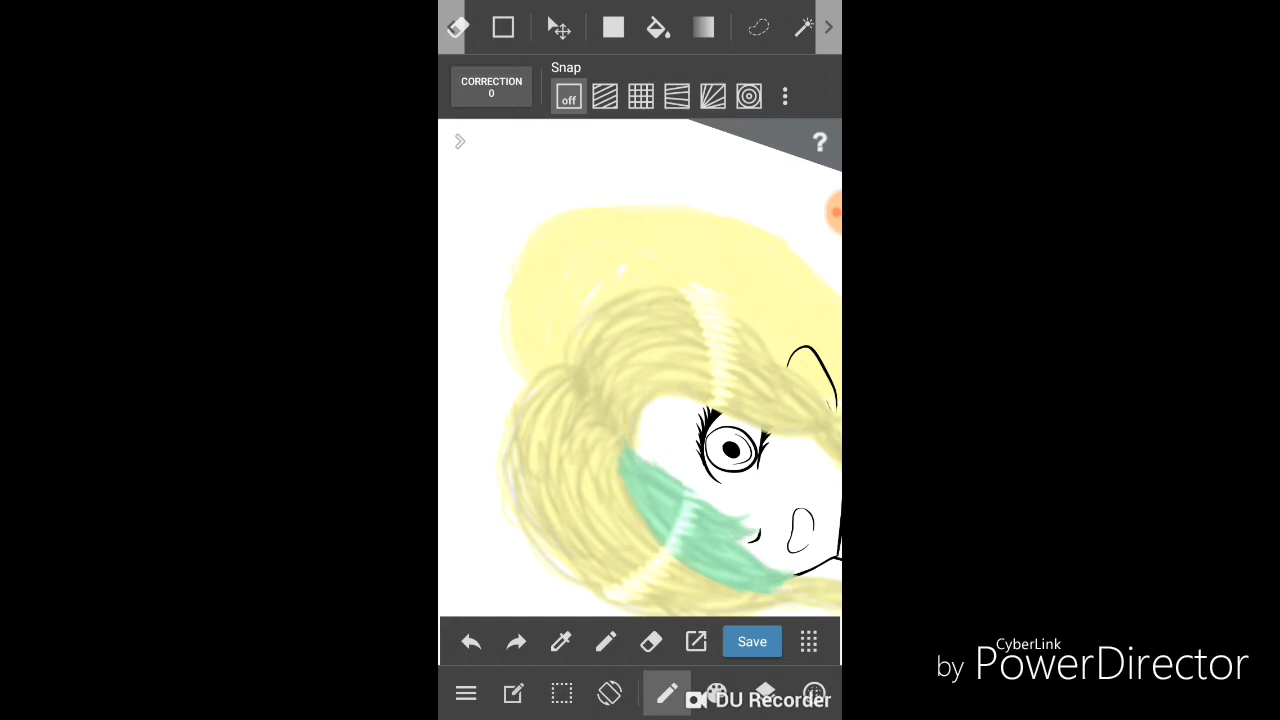 Snap
CORRECTION
0
off
?
Save
DU Recorder
CyberLink
by PowerDirector